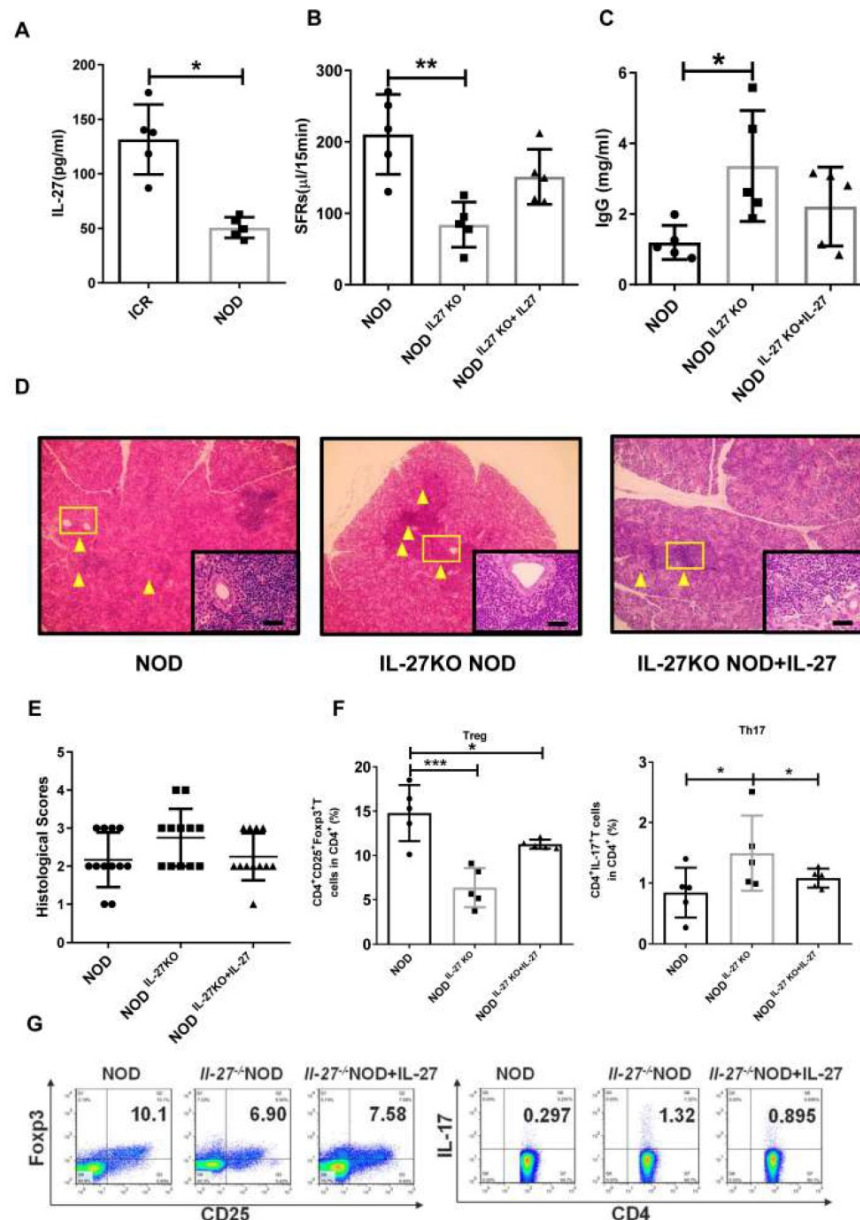 A
IL-27(pg/ml)
200
150
100
50
0
*
ICR
NOD
B
SFRs(µl/15min)
300
200
100
0
**
NOD
NOD IL27 KO
NOD IL27 KO+ IL27
C
IgG (mg/ml)
6
4
2
0
*
NOD
NOD IL27 KO
NOD IL-27 KO+IL-27
D
NOD
IL-27KO NOD
IL-27KO NOD+IL-27
E
Histological Scores
5
4
3
2
1
0
NOD
NOD IL-27KO
NOD IL-27KO+IL-27
F
Treg
CD4+CD25+Foxp3+T
cells in CD4+ (%)
20
15
10
5
0
*
***
NOD
NOD IL-27 KO
NOD IL-27 KO+IL-27
Th17
CD4+IL-17+T cells
in CD4+ (%)
3
2
1
0
*
*
NOD
NOD IL-27 KO
NOD IL-27 KO+IL-27
G
NOD
Il-27-/-NOD
Il-27-/-NOD+IL-27
Foxp3
10.1
6.90
7.58
CD25
NOD
Il-27-/-NOD
Il-27-/-NOD+IL-27
IL-17
0.297
1.32
0.895
CD4